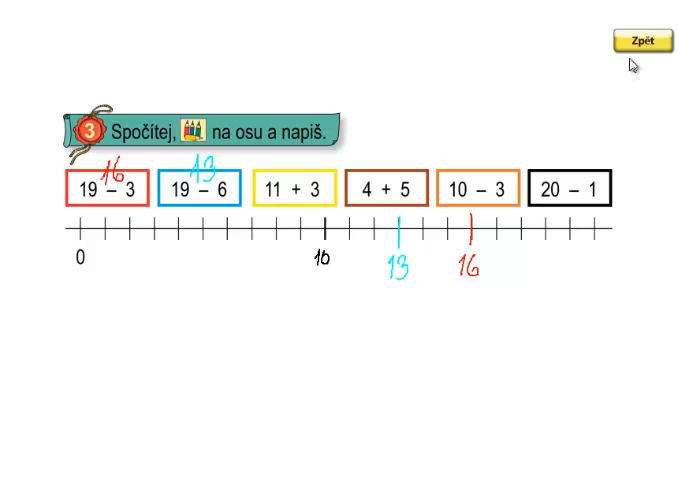 Zpět
3 Spočítej, na osu a napiš.
16 13
19 – 3 19 – 6 11 + 3 4 + 5 10 – 3 20 – 1
0 10 13 16